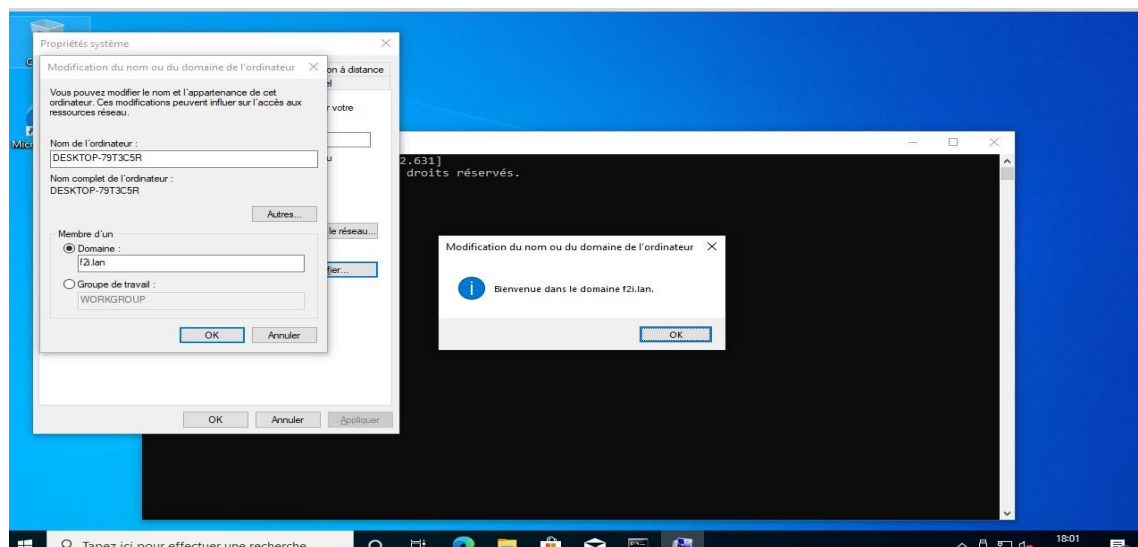 Propriétés système
Modification du nom ou du domaine de l'ordinateur
on à distance
Vous pouvez modifier le nom et l'appartenance de cet
ordinateur. Ces modifications peuvent influer sur l'accès aux
ressources réseau.
r votre
Nom de l'ordinateur :
DESKTOP-79T3C5R
Nom complet de l'ordinateur :
DESKTOP-79T3C5R
Autres...
le réseau...
Membre d'un
Domaine :
f2i.lan
fier...
Groupe de travail :
WORKGROUP
OK Annuler
OK Annuler Appliquer
2.631]
droits réservés.
Modification du nom ou du domaine de l'ordinateur
Bienvenue dans le domaine f2i.lan.
OK
Tapez ici pour effectuer une recherche
18:01